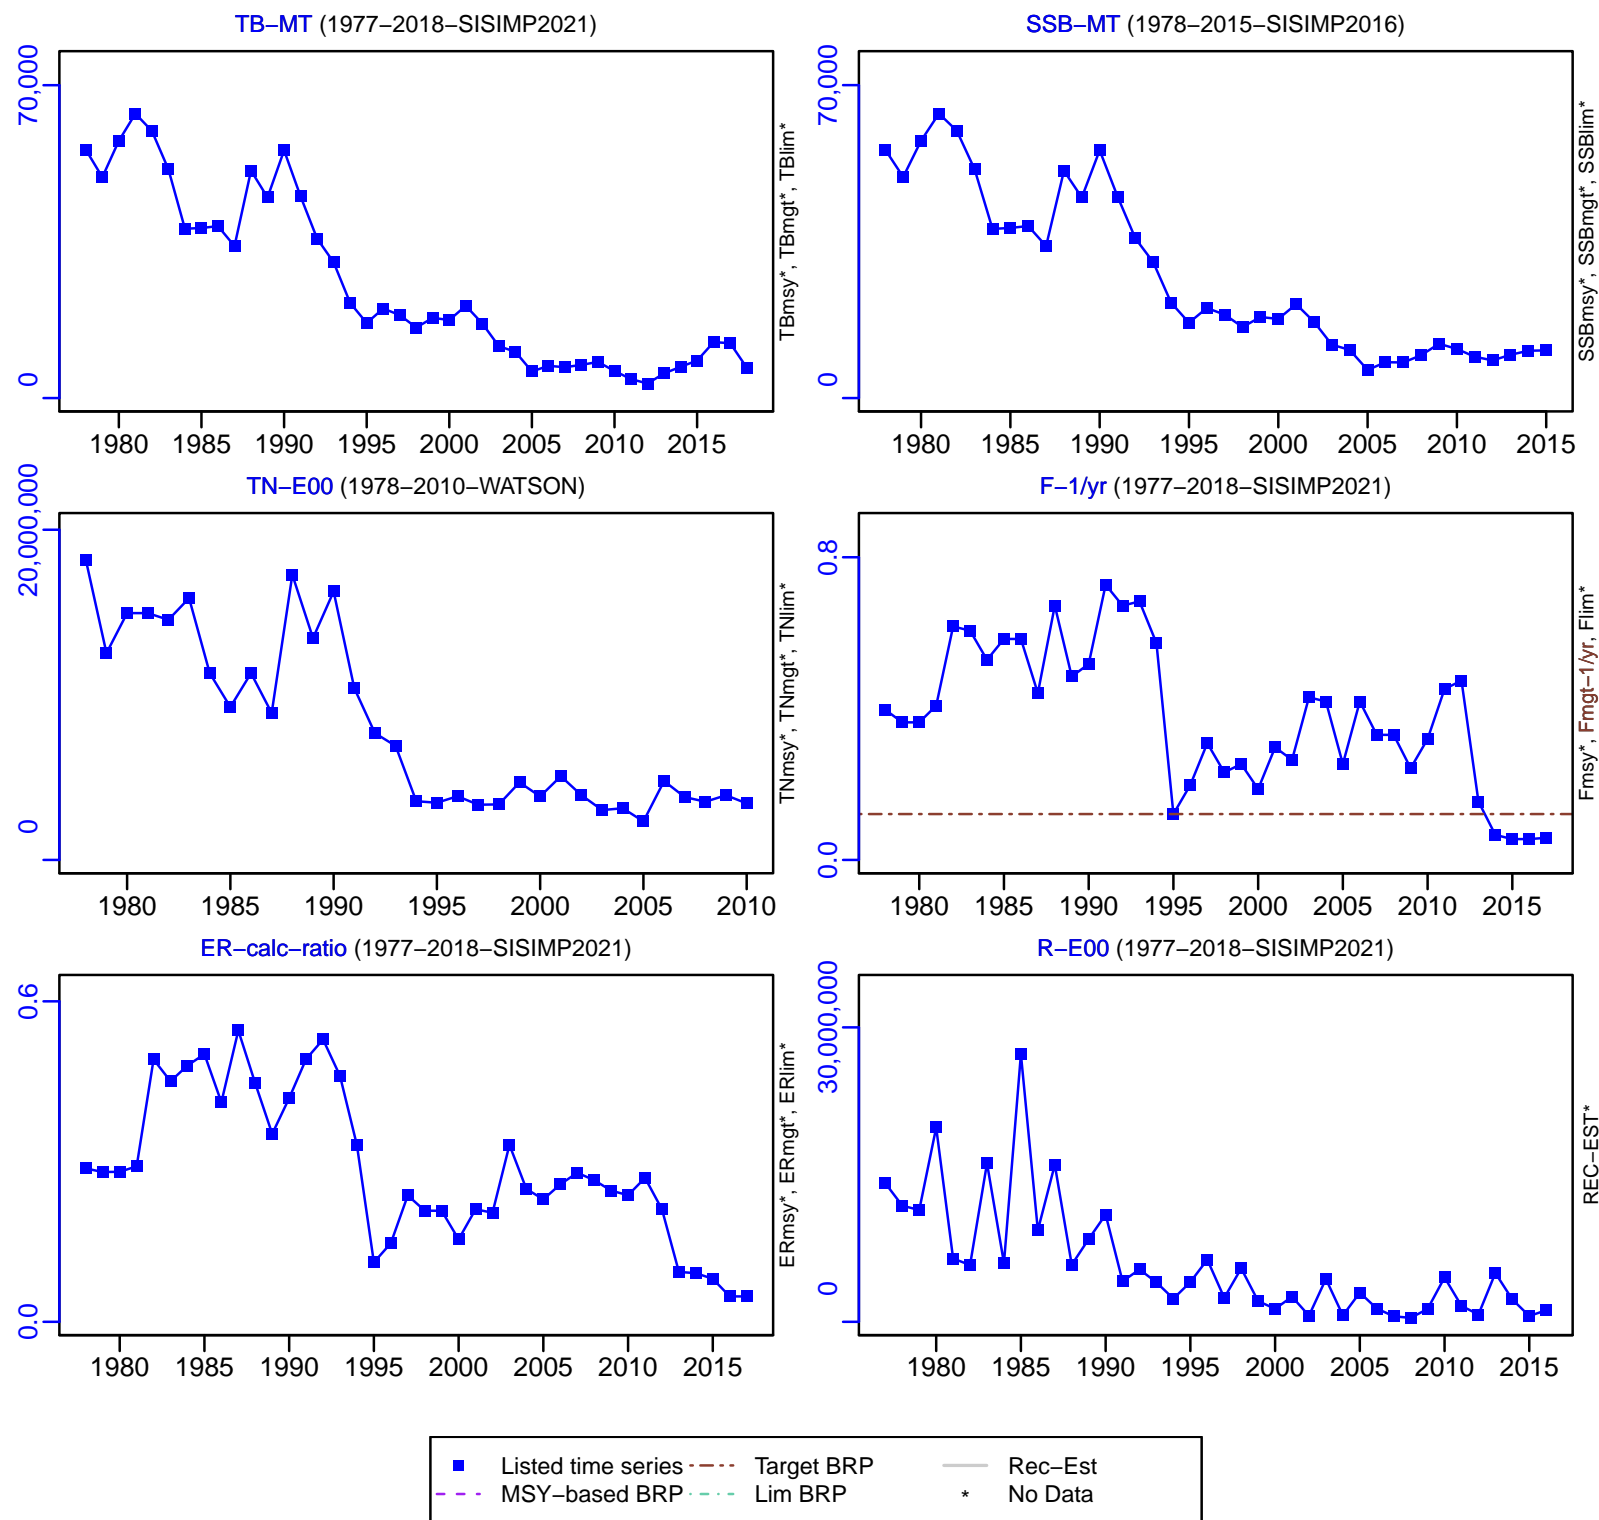 TB−MT (1977−2018−SISIMP2021)
70,000
0
1980 1985 1990 1995 2000 2005 2010 2015
TBmsy*, TBmgt*, TBlim*
SSB−MT (1978−2015−SISIMP2016)
70,000
0
1980 1985 1990 1995 2000 2005 2010 2015
SSBmsy*, SSBmgt*, SSBlim*
TN−E00 (1978−2010−WATSON)
20,000,000
0
1980 1985 1990 1995 2000 2005 2010
TNmsy*, TNmgt*, TNlim*
F−1/yr (1977−2018−SISIMP2021)
0.8
0.0
1980 1985 1990 1995 2000 2005 2010 2015
Fmsy*, Fmgt−1/yr, Flim*
ER−calc−ratio (1977−2018−SISIMP2021)
0.6
0.0
1980 1985 1990 1995 2000 2005 2010 2015
ERmsy*, ERmgt*, ERlim*
R−E00 (1977−2018−SISIMP2021)
30,000,000
0
1980 1985 1990 1995 2000 2005 2010 2015
REC−EST*
Listed time series Target BRP Rec−Est
MSY−based BRP Lim BRP * No Data